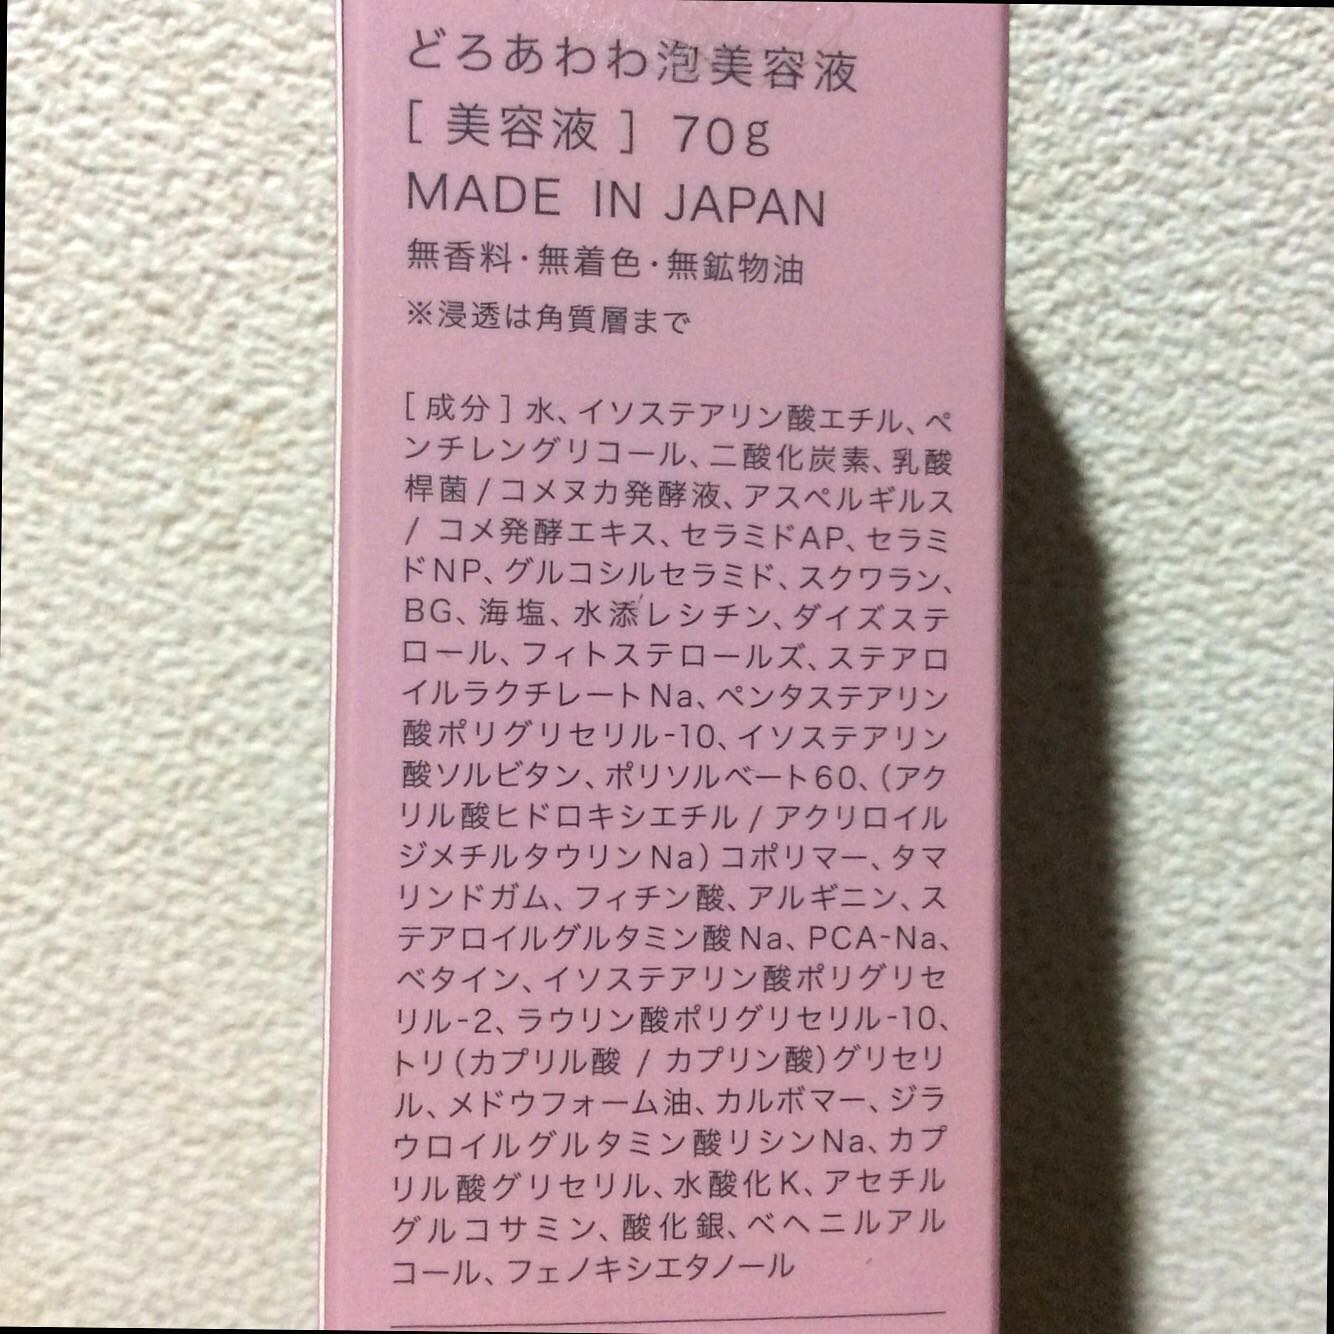 どろあわわ泡美容液
[ 美容液 ] 70g
MADE IN JAPAN
無香料・無着色・無鉱物油
※浸透は角質層まで
[ 成分 ] 水、イソステアリン酸エチル、ペ
ンチレングリコール、二酸化炭素、乳酸
桿菌 / コメヌカ発酵液、アスペルギルス
/ コメ発酵エキス、セラミドAP、セラミ
ドNP、グルコシルセラミド、スクワラン、
BG、海塩、水添レシチン、ダイズステ
ロール、フィトステロールズ、ステアロ
イルラクチレートNa、ペンタステアリン
酸ポリグリセリル-10、イソステアリン
酸ソルビタン、ポリソルベート60、(アク
リル酸ヒドロキシエチル / アクリロイル
ジメチルタウリンNa)コポリマー、タマ
リンドガム、フィチン酸、アルギニン、ス
テアロイルグルタミン酸Na、PCA-Na、
ベタイン、イソステアリン酸ポリグリセ
リル-2、ラウリン酸ポリグリセリル-10、
トリ(カプリル酸 / カプリン酸)グリセリ
ル、メドウフォーム油、カルボマー、ジラ
ウロイルグルタミン酸リシンNa、カプ
リル酸グリセリル、水酸化K、アセチル
グルコサミン、酸化銀、ベヘニルアル
コール、フェノキシエタノール